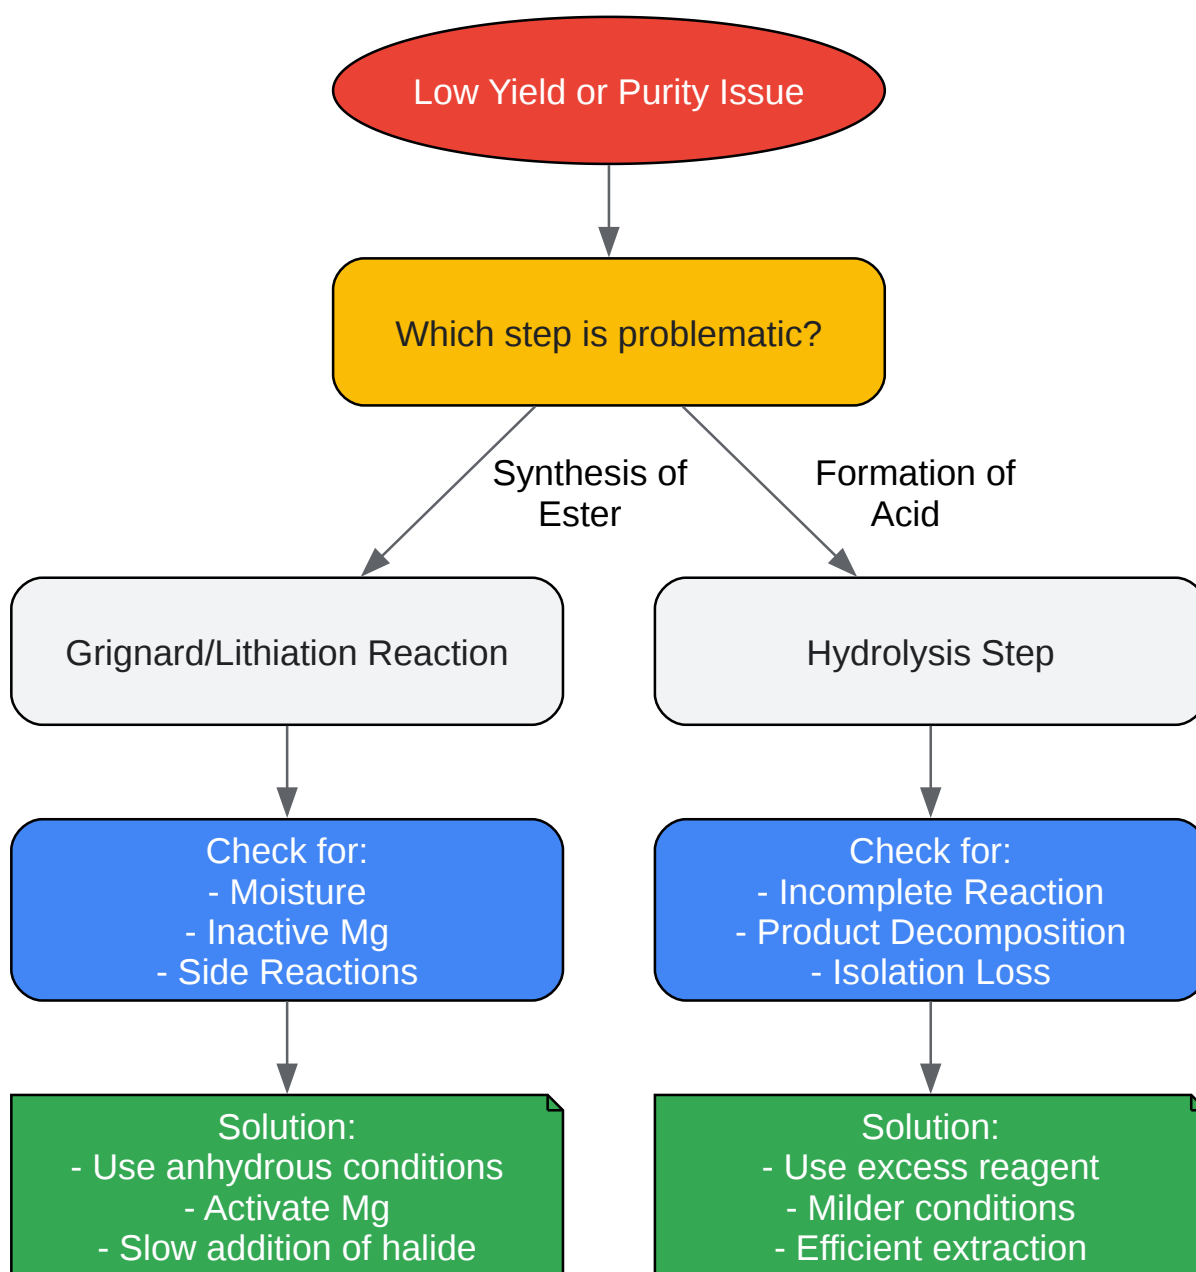 Low Yield or Purity Issue
Which step is problematic?
Synthesis of
Ester
Formation of
Acid
Grignard/Lithiation Reaction
Hydrolysis Step
Check for:
- Moisture
- Inactive Mg
- Side Reactions
Check for:
- Incomplete Reaction
- Product Decomposition
- Isolation Loss
Solution:
- Use anhydrous conditions
- Activate Mg
- Slow addition of halide
Solution:
- Use excess reagent
- Milder conditions
- Efficient extraction